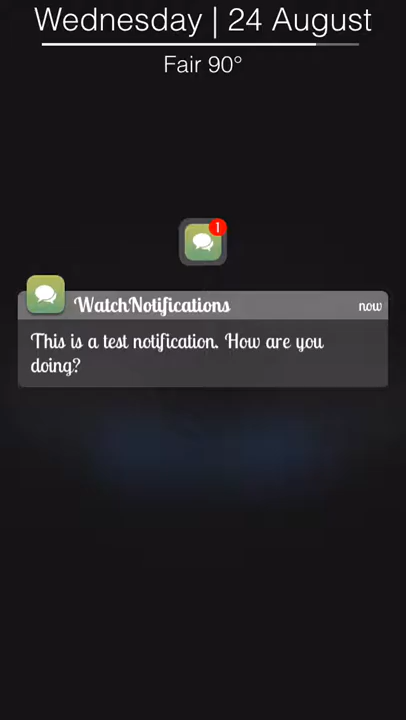 Wednesday | 24 August
Fair 90°
1
WatchNotifications now
This is a test notification. How are you
doing?